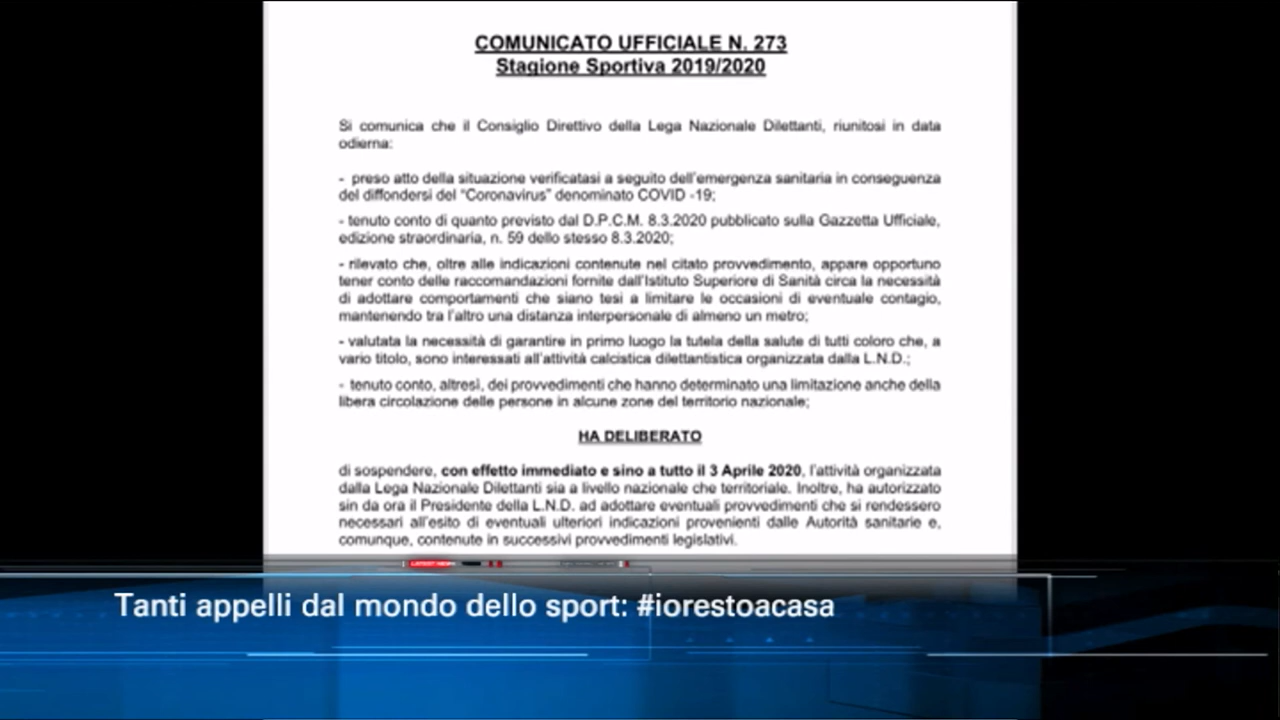 COMUNICATO UFFICIALE N. 273
Stagione Sportiva 2019/2020
Si comunica che il Consiglio Direttivo della Lega Nazionale Dilettanti, riunitosi in data
odierna:
- preso atto della situazione verificatasi a seguito dell'emergenza sanitaria in conseguenza
del diffondersi del "Coronavirus" denominato COVID -19;
- tenuto conto di quanto previsto dal D.P.C.M. 8.3.2020 pubblicato sulla Gazzetta Ufficiale,
edizione straordinaria, n. 59 dello stesso 8.3.2020;
- rilevato che, oltre alle indicazioni contenute nel citato provvedimento, appare opportuno
tener conto delle raccomandazioni fornite dall'Istituto Superiore di Sanità circa la necessità
di adottare comportamenti che siano tesi a limitare le occasioni di eventuale contagio,
mantenendo tra l'altro una distanza interpersonale di almeno un metro;
- valutata la necessità di garantire in primo luogo la tutela della salute di tutti coloro che, a
vario titolo, sono interessati all'attività calcistica dilettantistica organizzata dalla L.N.D.;
- tenuto conto, altresì, dei provvedimenti che hanno determinato una limitazione anche della
libera circolazione delle persone in alcune zone del territorio nazionale;
HA DELIBERATO
di sospendere, con effetto immediato e sino a tutto il 3 Aprile 2020, l'attività organizzata
dalla Lega Nazionale Dilettanti sia a livello nazionale che territoriale. Inoltre, ha autorizzato
sin da ora il Presidente della L.N.D. ad adottare eventuali provvedimenti che si rendessero
necessari all'esito di eventuali ulteriori indicazioni provenienti dalle Autorità sanitarie e,
comunque, contenute in successivi provvedimenti legislativi.
LATEST NEWS
Tanti appelli dal mondo dello sport: #iorestoacasa